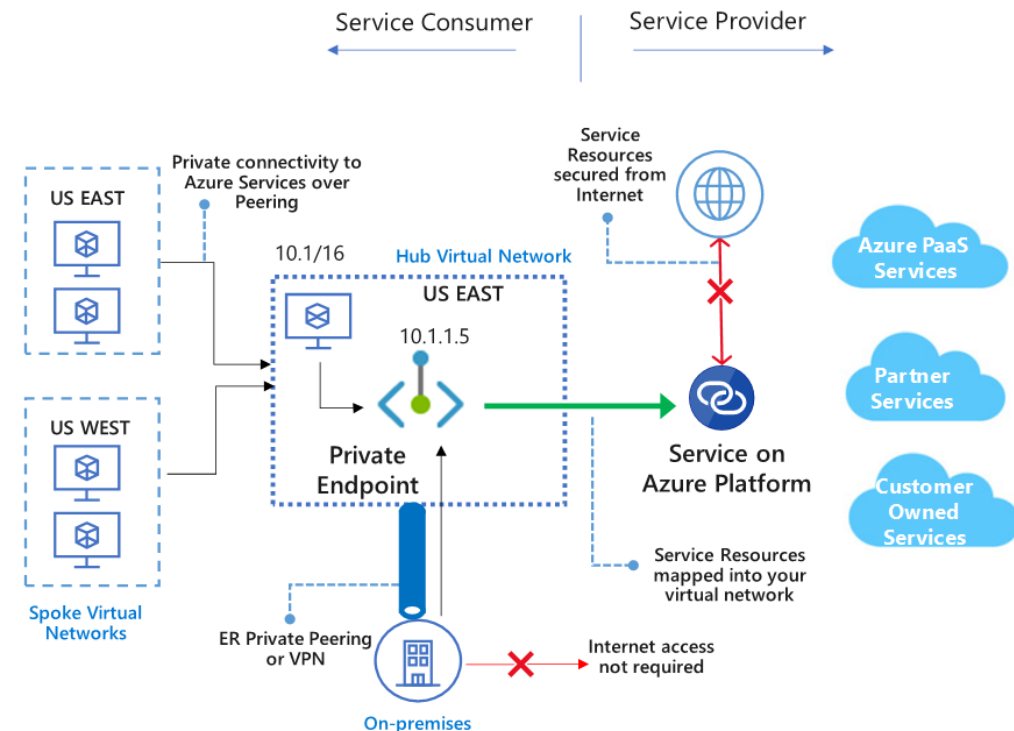 Service Consumer
Service Provider
Private connectivity to
Azure Services over
Peering
Service
Resources
secured from
Internet
US EAST
10.1/16
Hub Virtual Network
Azure PaaS
Services
US EAST
10.1.1.5
Partner
Services
US WEST
Private
Endpoint
Service on
Azure Platform
Customer
Owned
Services
Service Resources
mapped into your
virtual network
Spoke Virtual
Networks
ER Private Peering
or VPN
Internet access
not required
On-premises